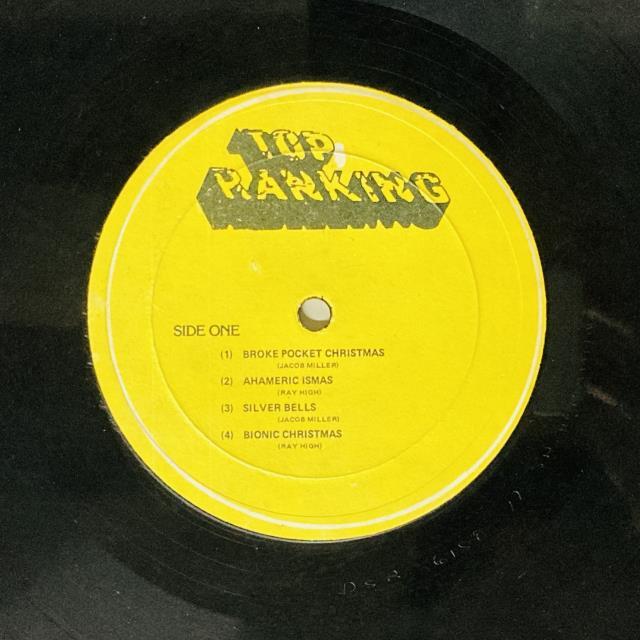 TOP
RANKING
SIDE ONE
(1) BROKE POCKET CHRISTMAS
(JACOB MILLER)
(2) AHAMERIC ISMAS
(RAY HIGH)
(3) SILVER BELLS
(JACOB MILLER)
(4) BIONIC CHRISTMAS
(RAY HIGH)